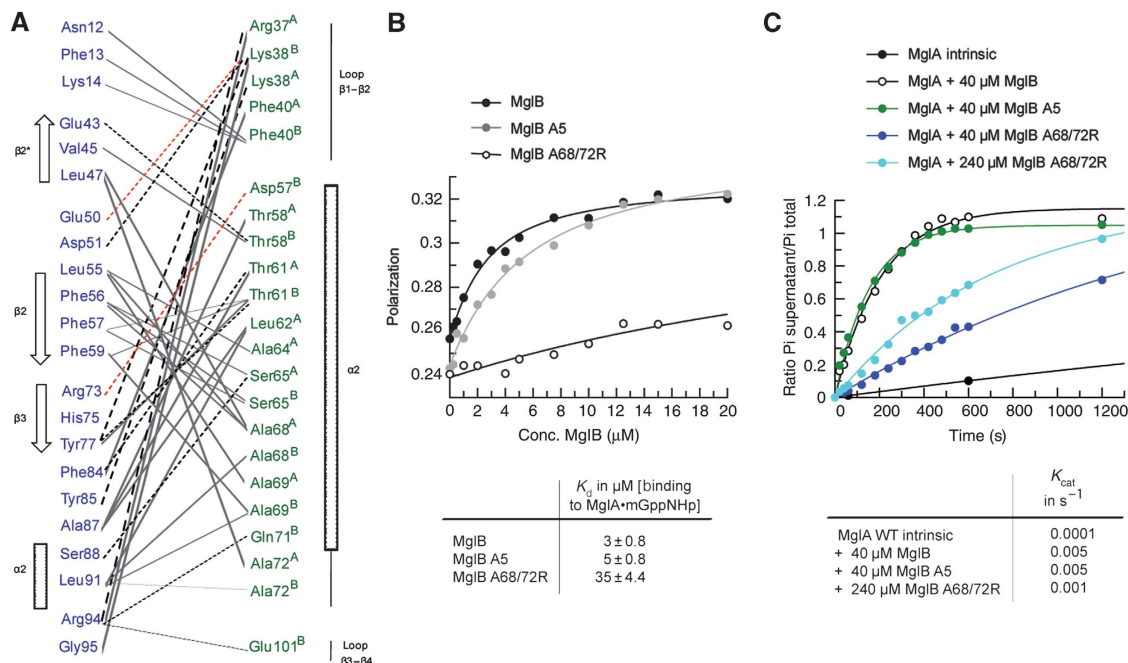 A
Asn12
Phe13
Lys14
Glu43
Val45
Leu47
Glu50
Asp51
Leu55
Phe56
Phe57
Phe59
Arg73
His75
Tyr77
Phe84
Tyr85
Ala87
Ser88
Leu91
Arg94
Gly95
β2*
β2
β3
α2
Arg37A
Lys38B
Lys38A
Phe40A
Phe40B
Asp57B
Thr58A
Thr58B
Thr61A
Thr61B
Leu62A
Ala64A
Ser65A
Ser65B
Ala68A
Ala68B
Ala69A
Ala69B
Gln71B
Ala72A
Ala72B
Glu101B
Loop
β1–β2
α2
Loop
β3–β4
B
MglB
MglB A5
MglB A68/72R
Polarization
0.32
0.3
0.28
0.26
0.24
0 2 4 6 8 10 12 14 16 18 20
Conc. MglB (μM)
Kd in μM [binding
to MglA•mGppNHp]
MglB 3 ± 0.8
MglB A5 5 ± 0.8
MglB A68/72R 35 ± 4.4
C
MglA intrinsic
MglA + 40 μM MglB
MglA + 40 μM MglB A5
MglA + 40 μM MglB A68/72R
MglA + 240 μM MglB A68/72R
Ratio Pi supernatant/Pi total
1.2
1
0.8
0.6
0.4
0.2
0
200 400 600 800 1000 1200
Time (s)
Kcat
in s−1
MglA WT intrinsic 0.0001
+ 40 μM MglB 0.005
+ 40 μM MglB A5 0.005
+ 240 μM MglB A68/72R 0.001